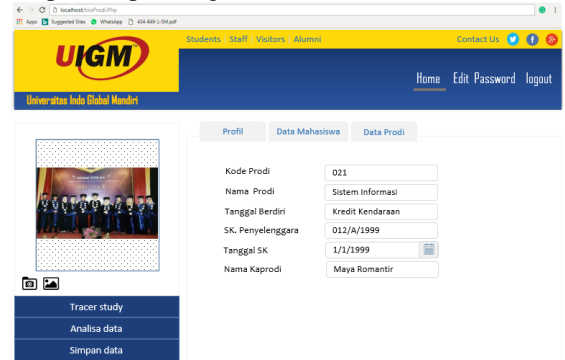 localhost/bioProdi.Php
Apps Suggested Sites WhatsApp 434-849-1-SM.pdf
Students Staff Visitors Alumni Contact Us
UIGM
Home Edit Password logout
Universitas Indo Global Mandiri
Profil Data Mahasiswa Data Prodi
Kode Prodi 021
Nama Prodi Sistem Informasi
Tanggal Berdiri Kredit Kendaraan
SK. Penyelenggara 012/A/1999
Tanggal SK 1/1/1999
Nama Kaprodi Maya Romantir
Tracer study
Analisa data
Simpan data